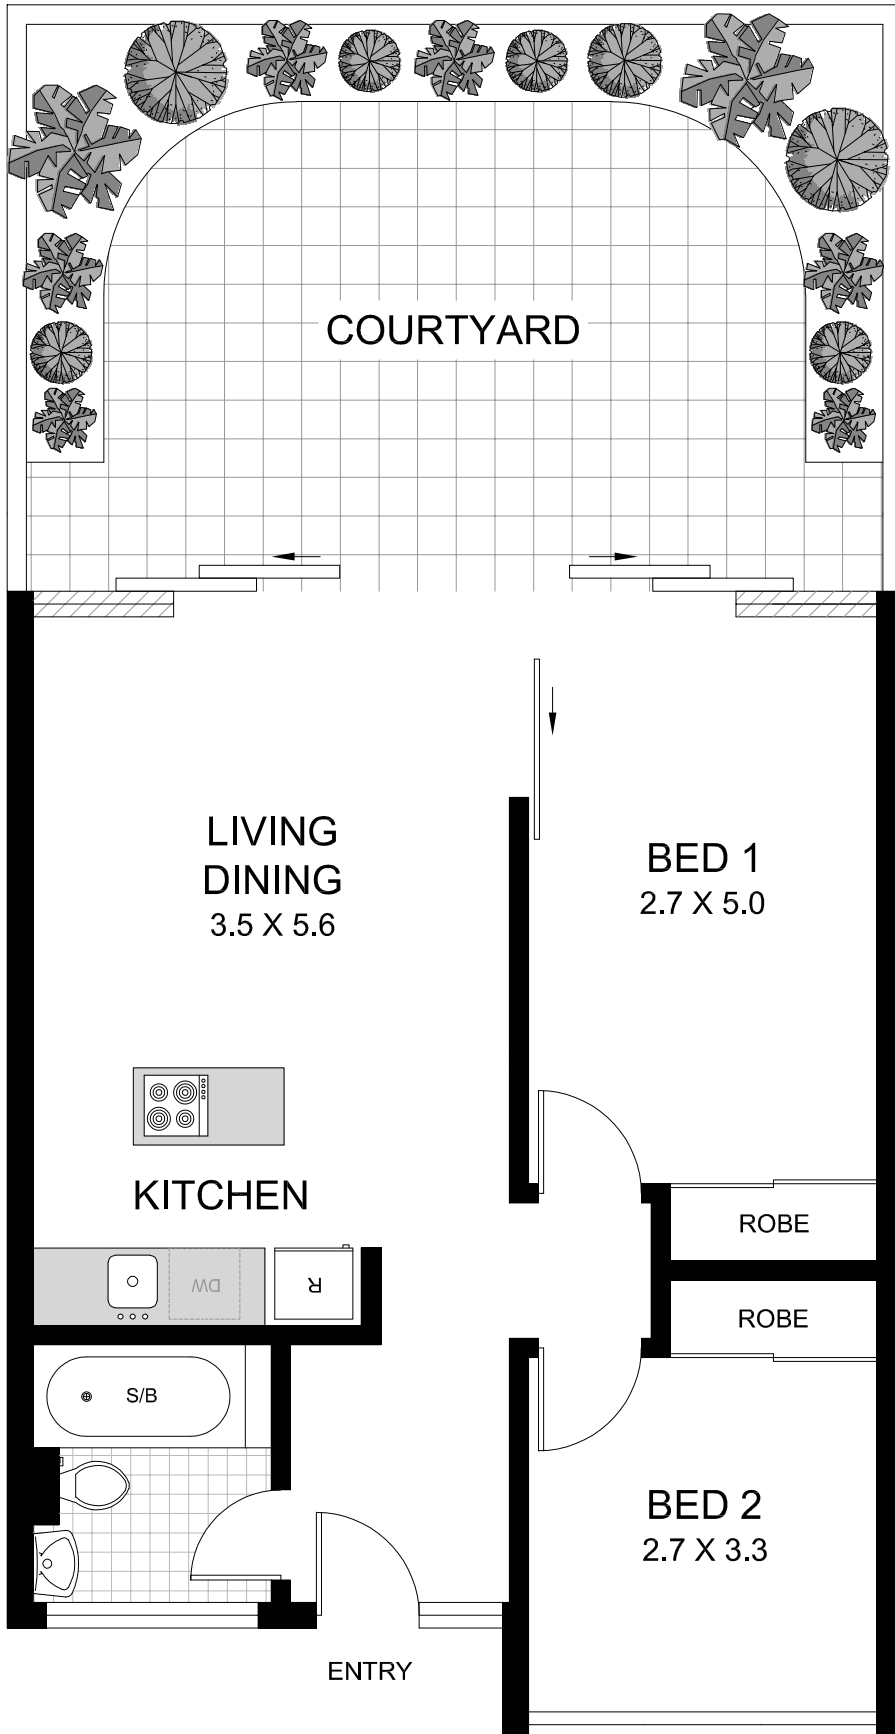 COURTYARD
LIVING
DINING
3.5 X 5.6
BED 1
2.7 X 5.0
KITCHEN
ROBE
DW
R
ROBE
S/B
BED 2
2.7 X 3.3
ENTRY